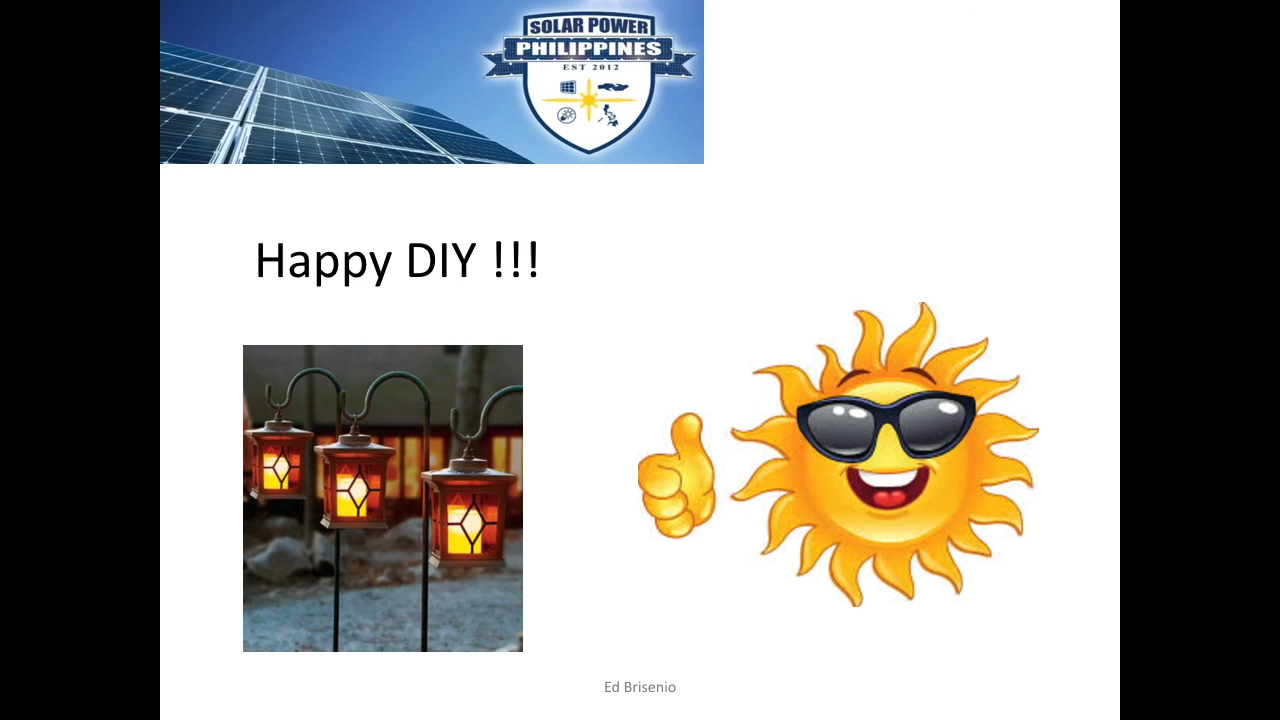 SOLAR POWER
PHILIPPINES
EST 2012
Happy DIY !!!
Ed Brisenio